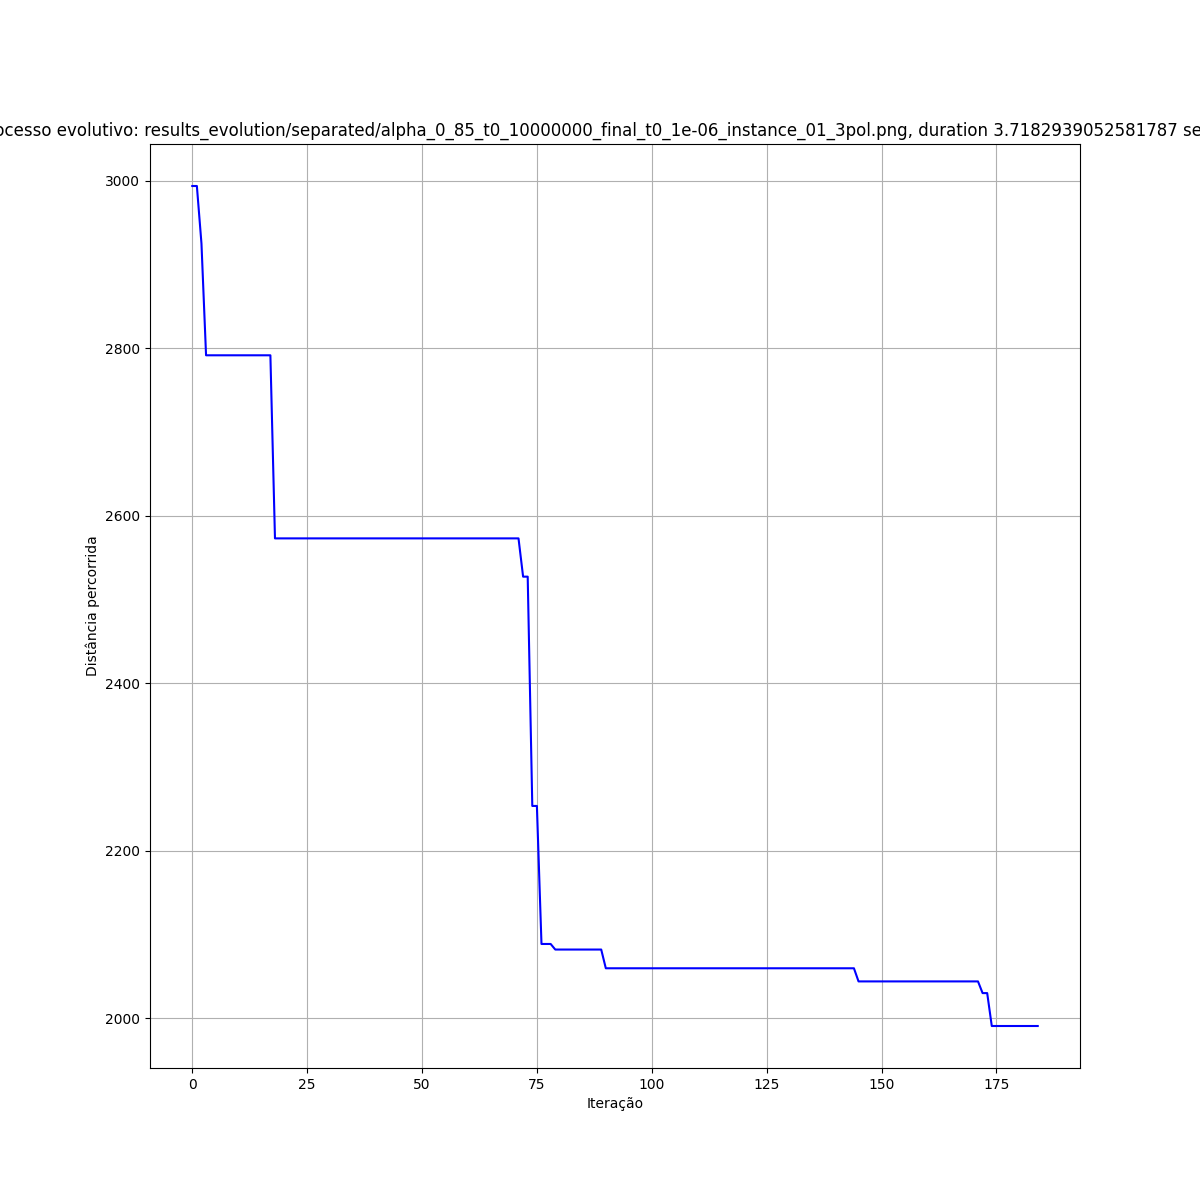 ocesso evolutivo: results_evolution/separated/alpha_0_85_t0_10000000_final_t0_1e-06_instance_01_3pol.png, duration 3.7182939052581787 se
3000
2800
2600
2400
2200
2000
Distância percorrida
0 25 50 75 100 125 150 175
Iteração